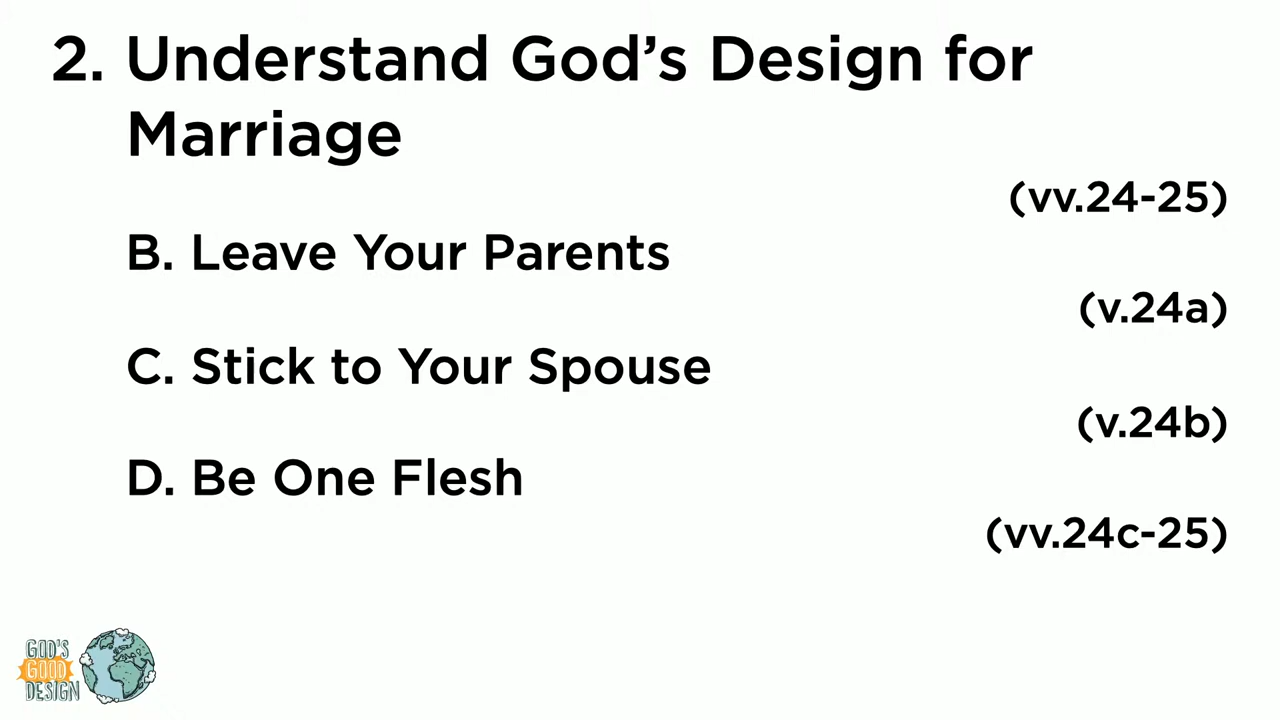 2. Understand God’s Design for
Marriage
(vv.24-25)
B. Leave Your Parents
(v.24a)
C. Stick to Your Spouse
(v.24b)
D. Be One Flesh
(vv.24c-25)
GOD'S
GOOD
DESIGN